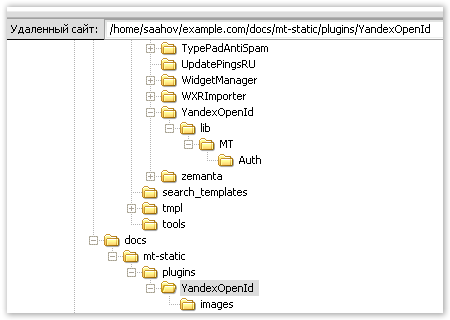 Удаленный сайт: /home/saahov/example.com/docs/mt-static/plugins/YandexOpenId
TypePadAntiSpam
UpdatePingsRU
WidgetManager
WXRImporter
YandexOpenId
lib
MT
Auth
zemanta
search_templates
tmpl
tools
docs
mt-static
plugins
YandexOpenId
images